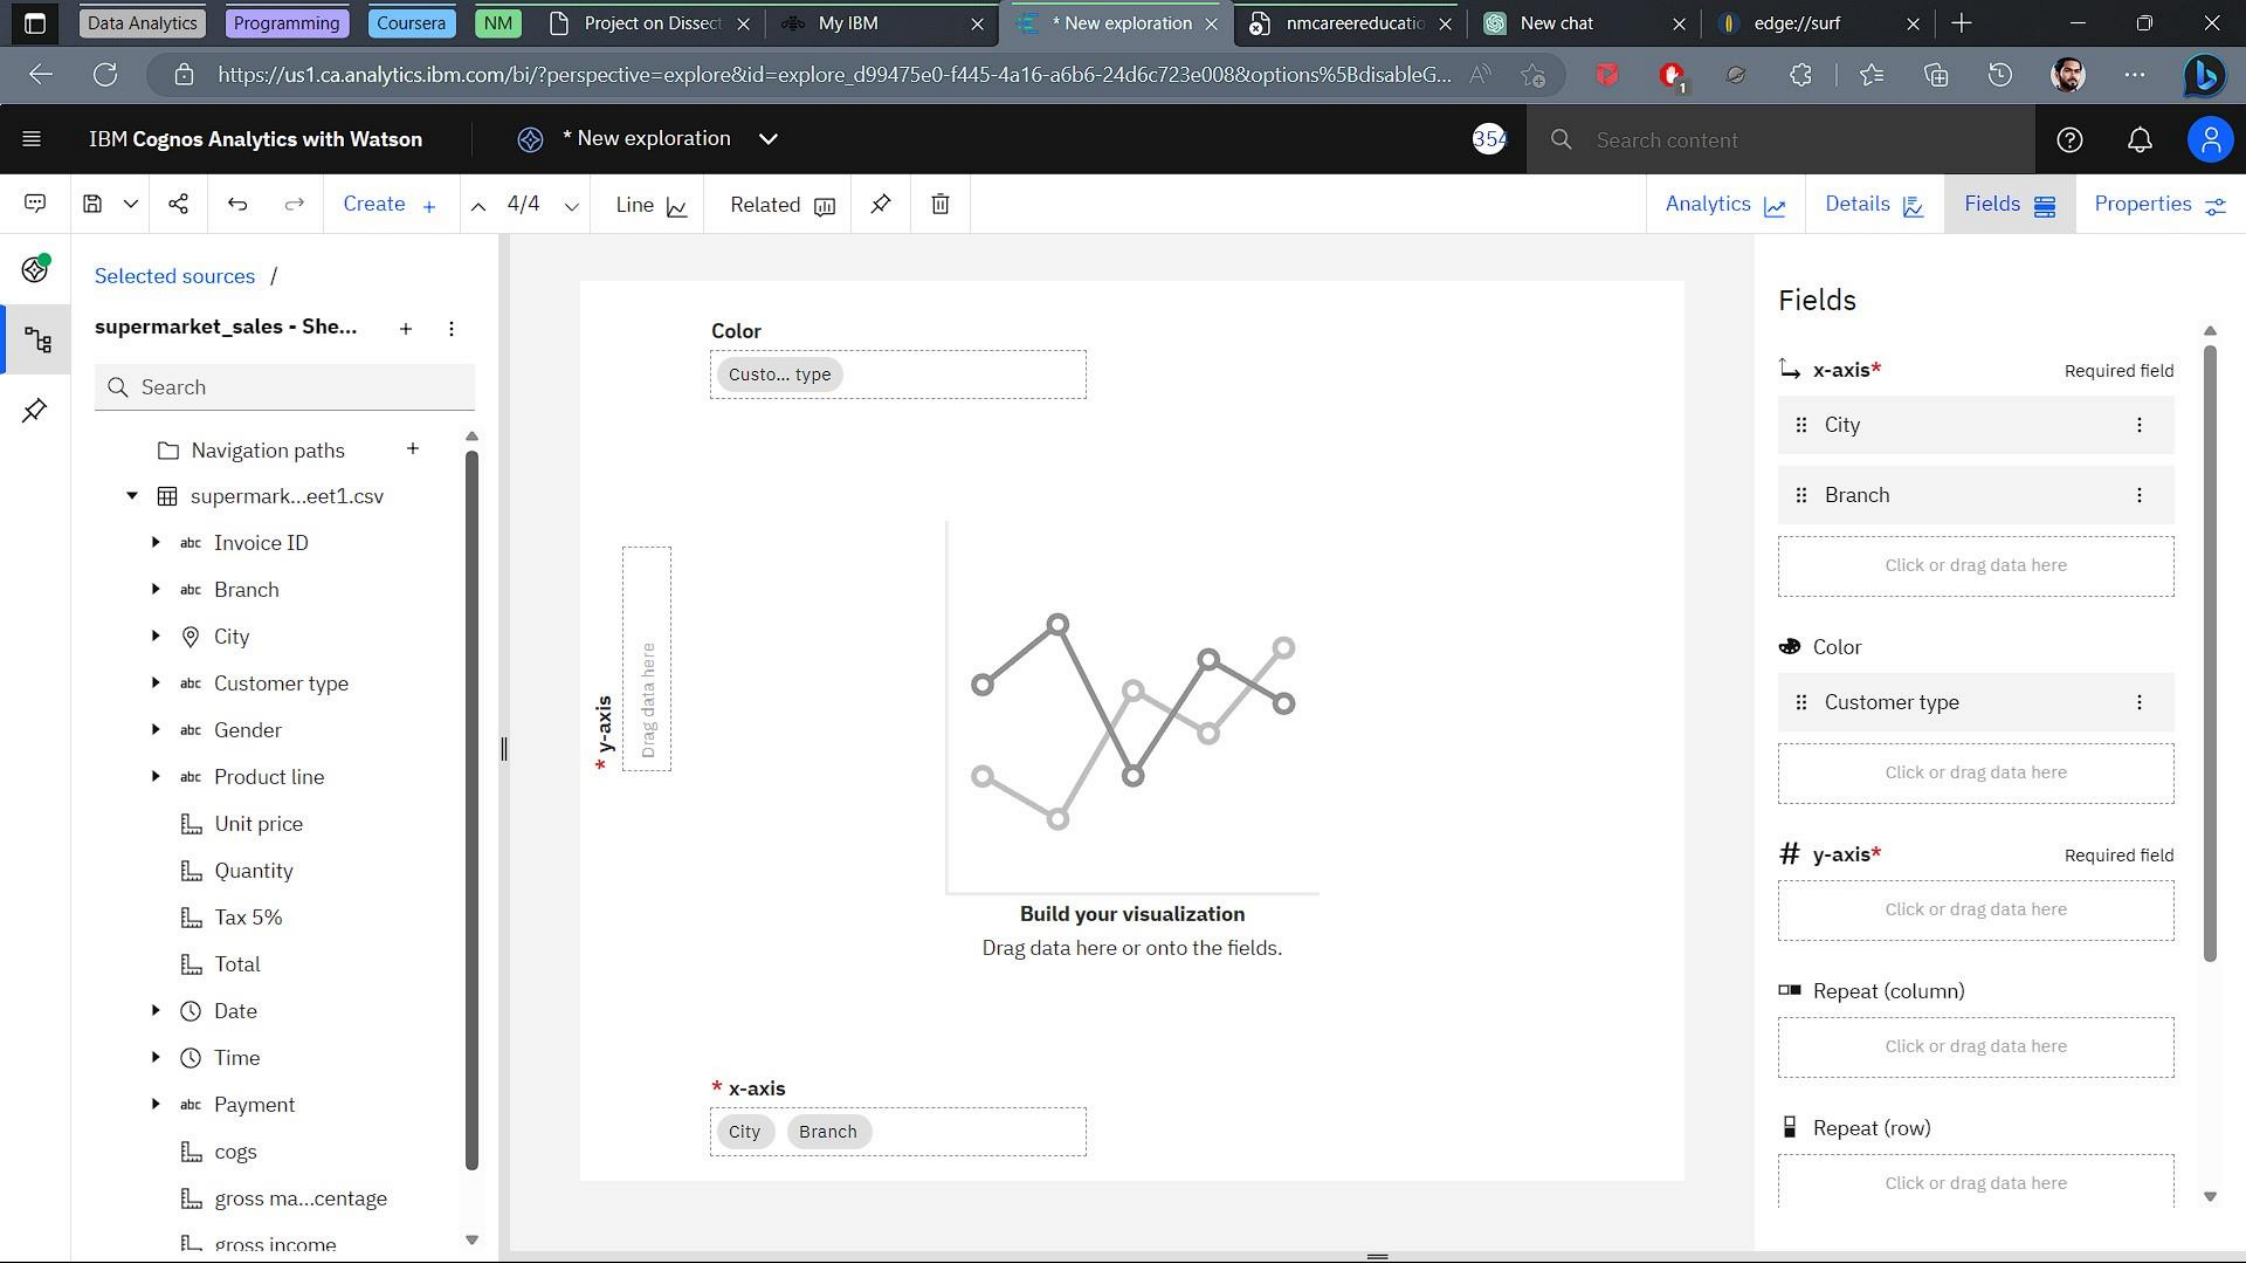 Data Analytics
Programming
Coursera
NM
Project on Dissect
My IBM
* New exploration
nmcareereducatio
New chat
edge://surf
https://us1.ca.analytics.ibm.com/bi/?perspective=explore&id=explore_d99475e0-f445-4a16-a6b6-24d6c723e008&options%5BdisableG...
1
IBM Cognos Analytics with Watson
* New exploration
354
Search content
Create +
4/4
Line
Related
Analytics
Details
Fields
Properties
Selected sources /
supermarket_sales - She...
Search
Navigation paths
supermark...eet1.csv
abc Invoice ID
abc Branch
City
abc Customer type
abc Gender
abc Product line
Unit price
Quantity
Tax 5%
Total
Date
Time
abc Payment
cogs
gross ma...centage
gross income
Color
Custo... type
* y-axis
Drag data here
Build your visualization
Drag data here or onto the fields.
* x-axis
City Branch
Fields
x-axis* Required field
City
Branch
Click or drag data here
Color
Customer type
Click or drag data here
# y-axis* Required field
Click or drag data here
Repeat (column)
Click or drag data here
Repeat (row)
Click or drag data here